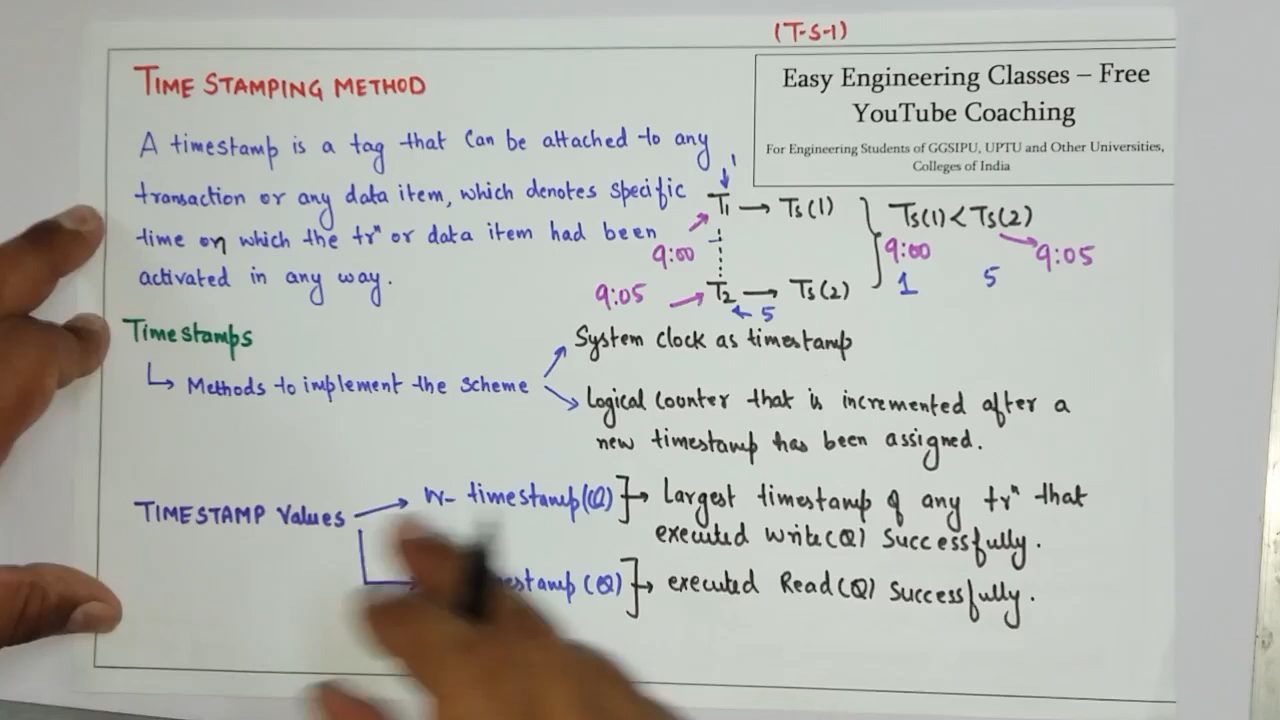 (T-S-1)
TIME STAMPING METHOD
Easy Engineering Classes – Free
YouTube Coaching
For Engineering Students of GGSIPU, UPTU and Other Universities,
Colleges of India
A timestamp is a tag that can be attached to any
transaction or any data item, which denotes specific
time on which the trⁿ or data item had been
activated in any way.
1
T1 → TS(1)
9:00
9:05
T2 → TS(2)
5
TS(1) < TS(2)
9:00 9:05
1 5
Timestamps
Methods to implement the scheme
System clock as timestamp
Logical counter that is incremented after a
new timestamp has been assigned.
TIMESTAMP Values
W- timestamp(Q) → Largest timestamp of any trⁿ that
executed Write(Q) Successfully.
estamp(Q) → executed Read(Q) Successfully.